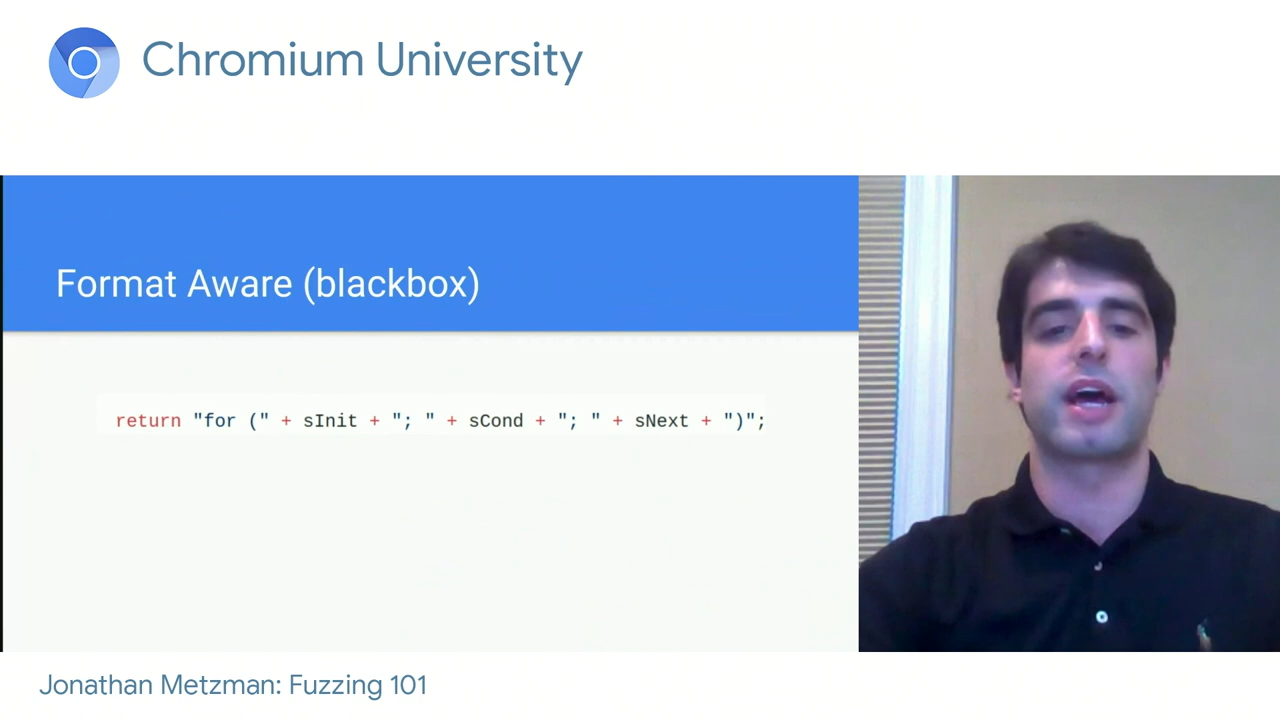 Chromium University
Format Aware (blackbox)
return "for (" + sInit + "; " + sCond + "; " + sNext + ")";
Jonathan Metzman: Fuzzing 101